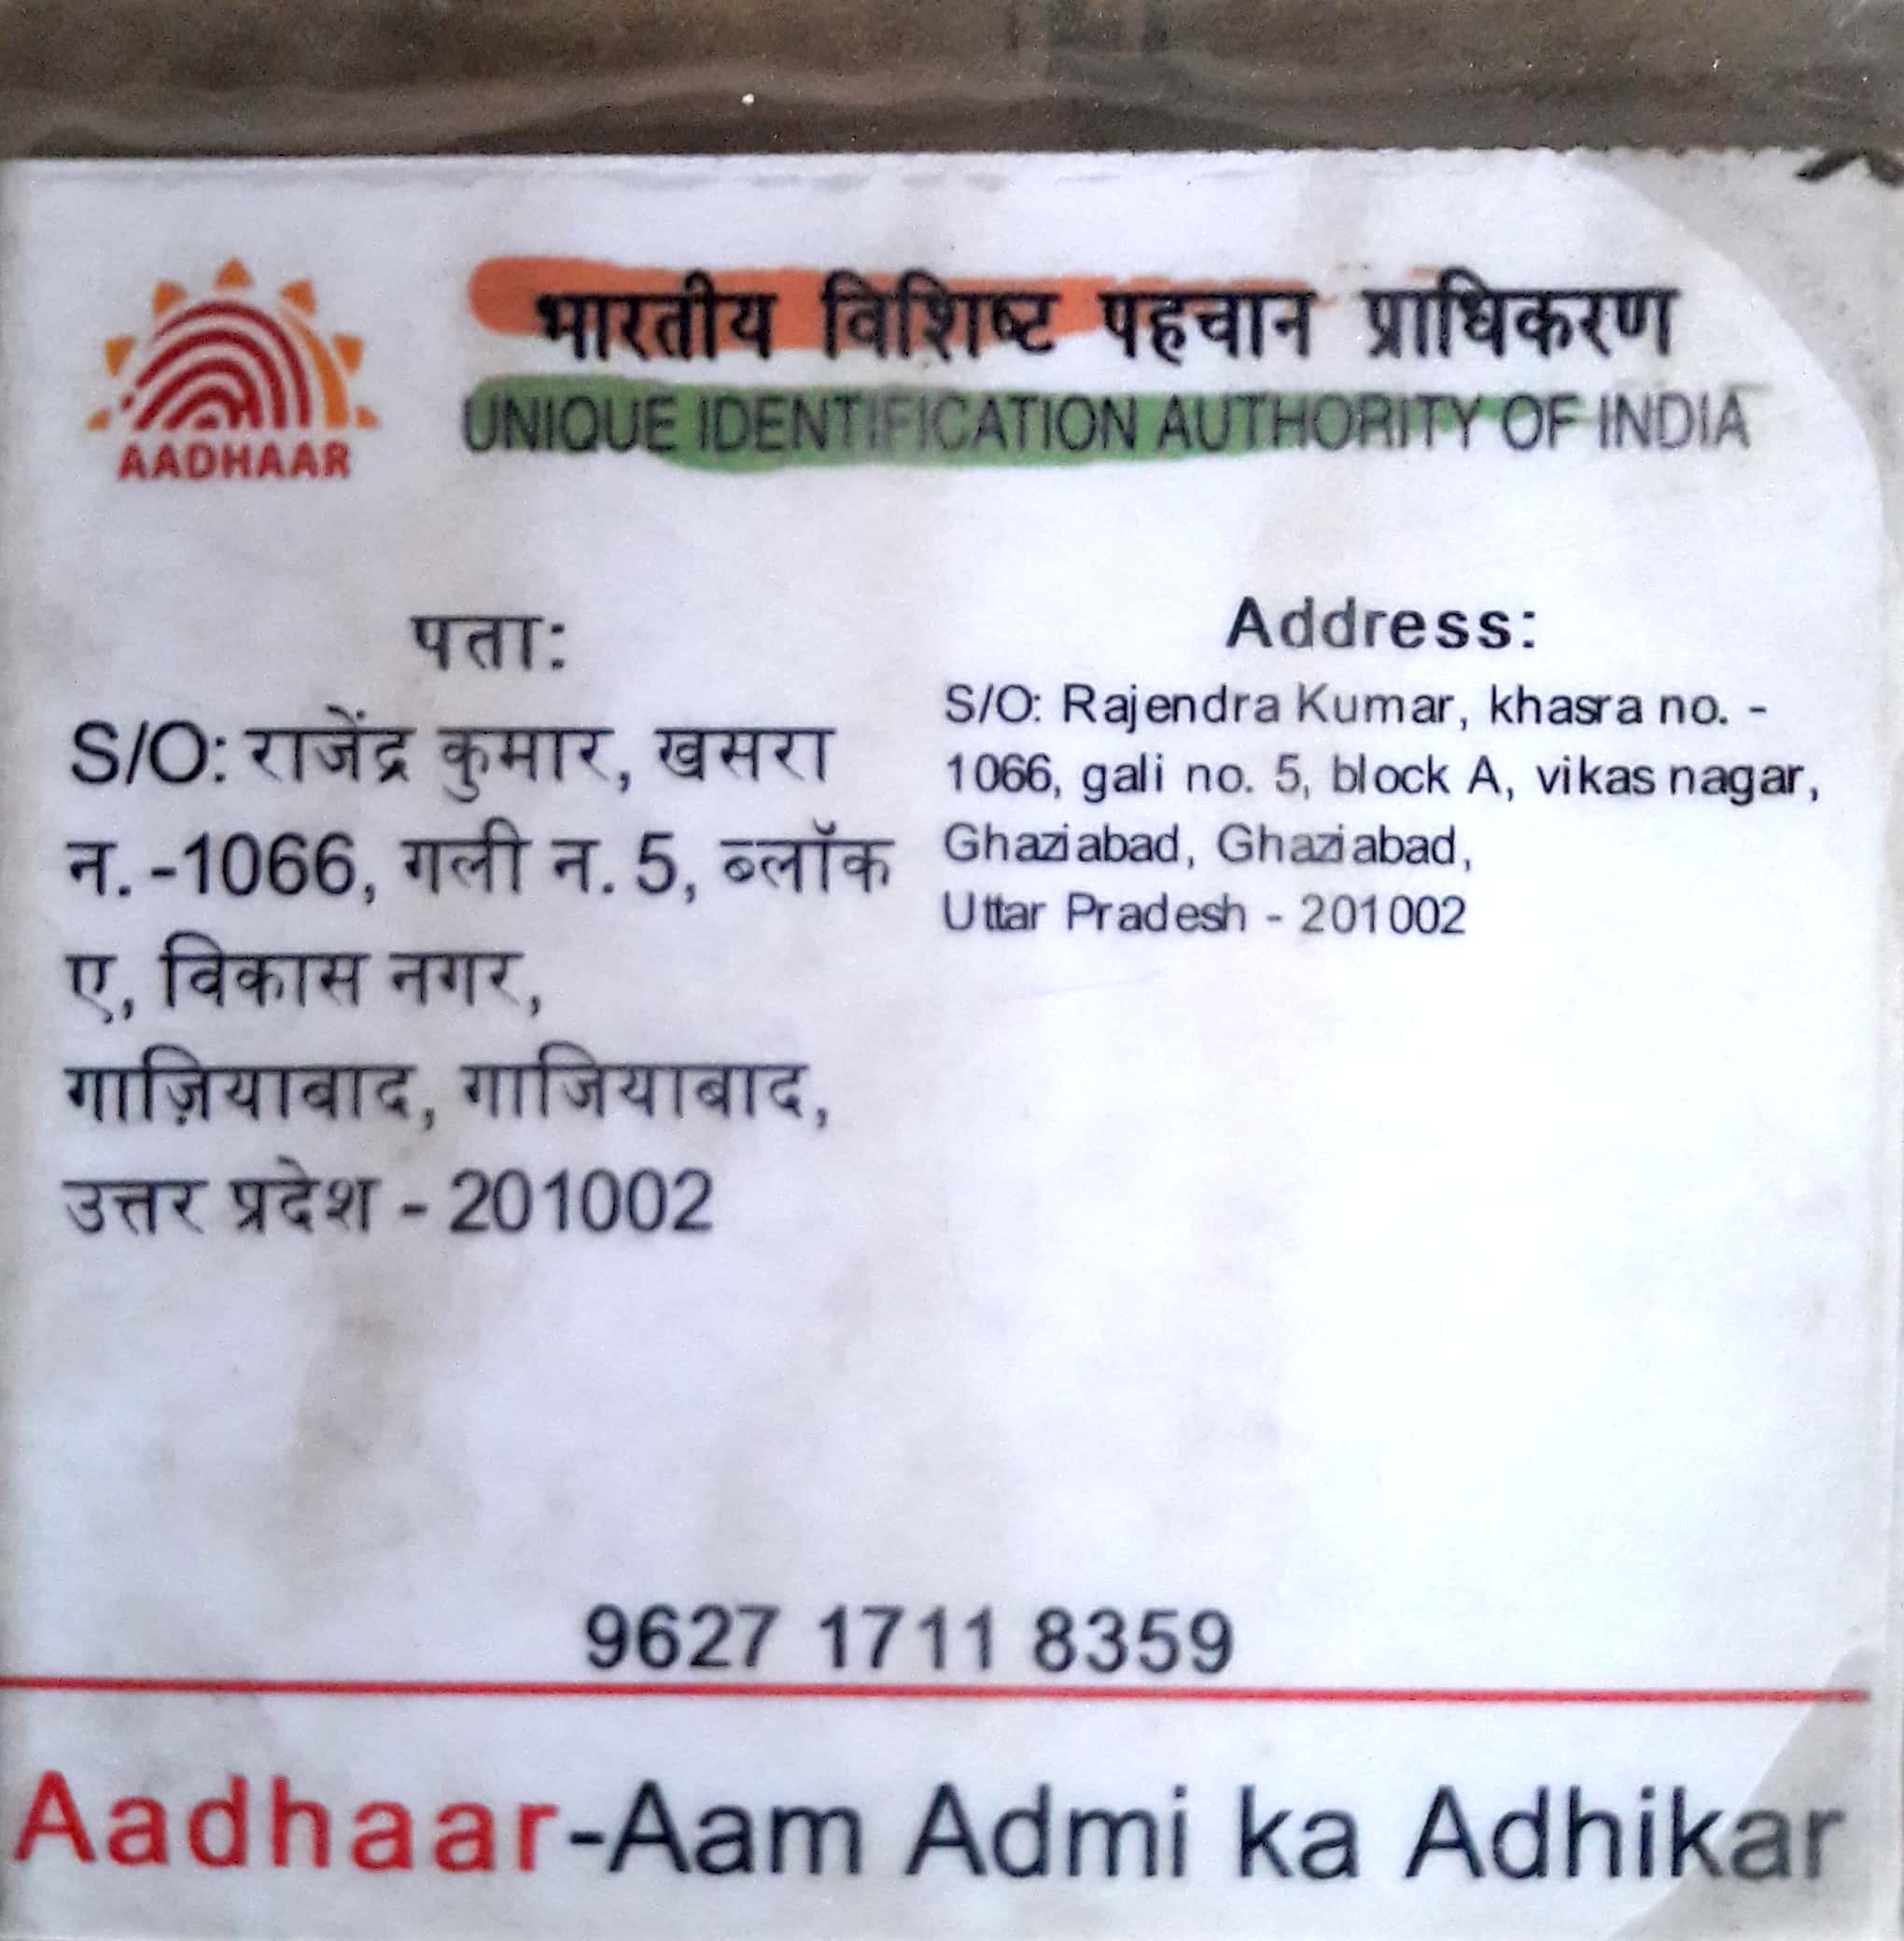 AADHAAR
भारतीय विशिष्ट पहचान प्राधिकरण
UNIQUE IDENTIFICATION AUTHORITY OF INDIA
पता:
S/O: राजेंद्र कुमार, खसरा
न. -1066, गली न. 5, ब्लॉक
ए, विकास नगर,
गाज़ियाबाद, गाजियाबाद,
उत्तर प्रदेश - 201002
Address:
S/O: Rajendra Kumar, khasra no. -
1066, gali no. 5, block A, vikas nagar,
Ghaziabad, Ghaziabad,
Uttar Pradesh - 201002
9627 1711 8359
Aadhaar-Aam Admi ka Adhikar